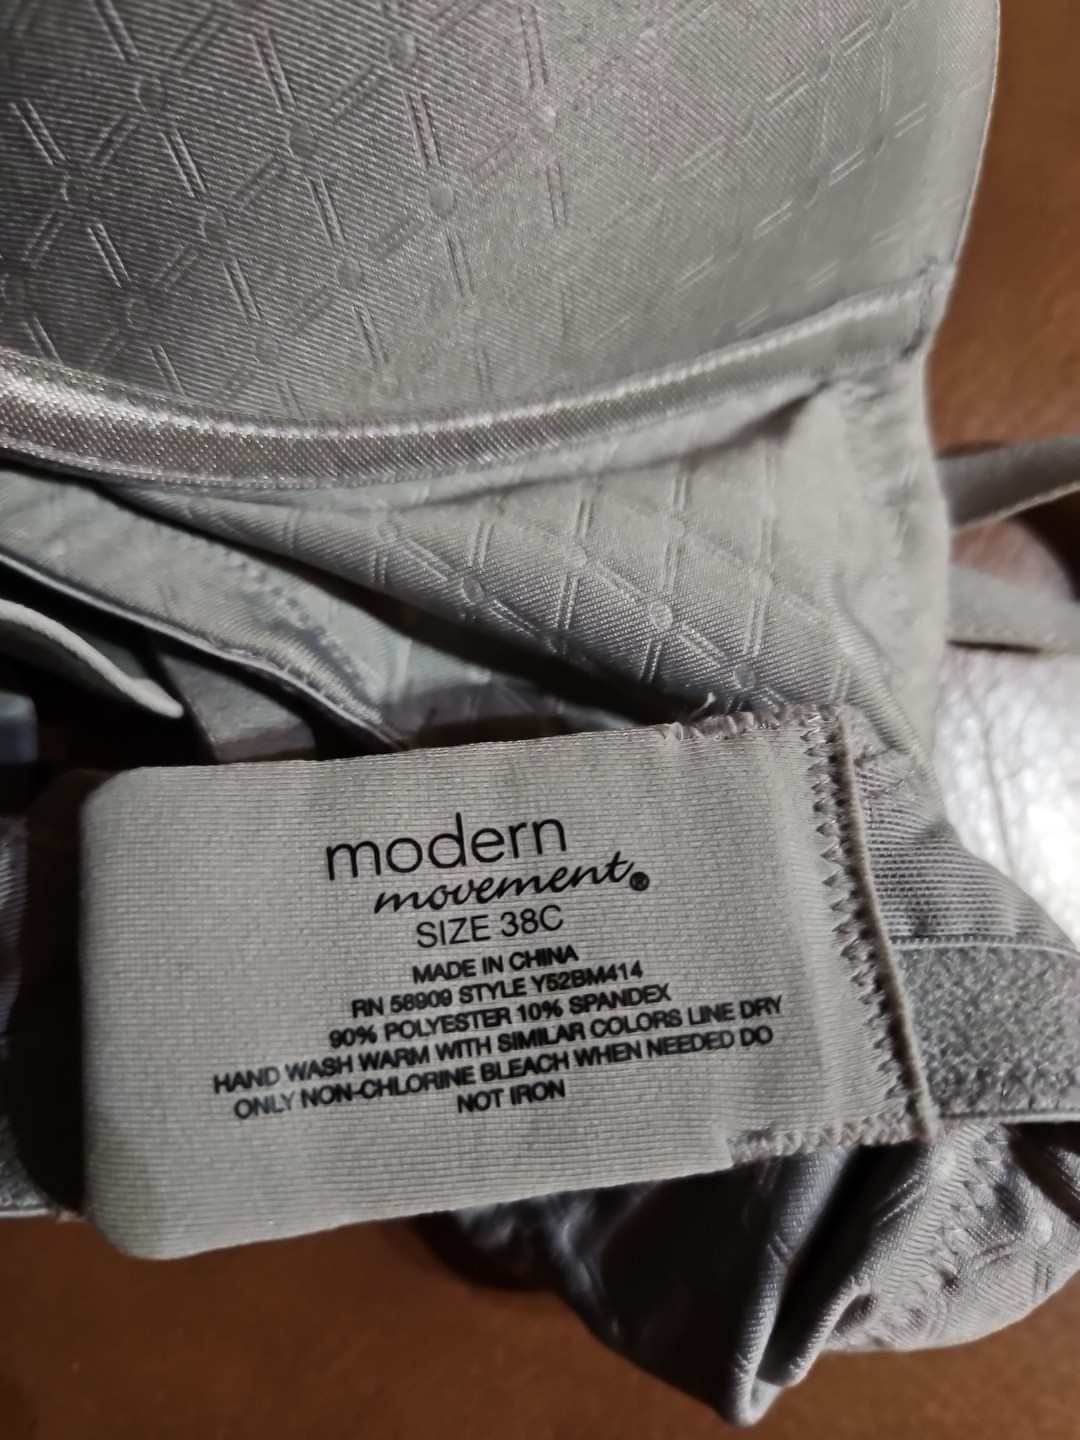 modern
movement®
SIZE 38C
MADE IN CHINA
RN 58909 STYLE Y52BM414
90% POLYESTER 10% SPANDEX
HAND WASH WARM WITH SIMILAR COLORS LINE DRY
ONLY NON-CHLORINE BLEACH WHEN NEEDED DO
NOT IRON